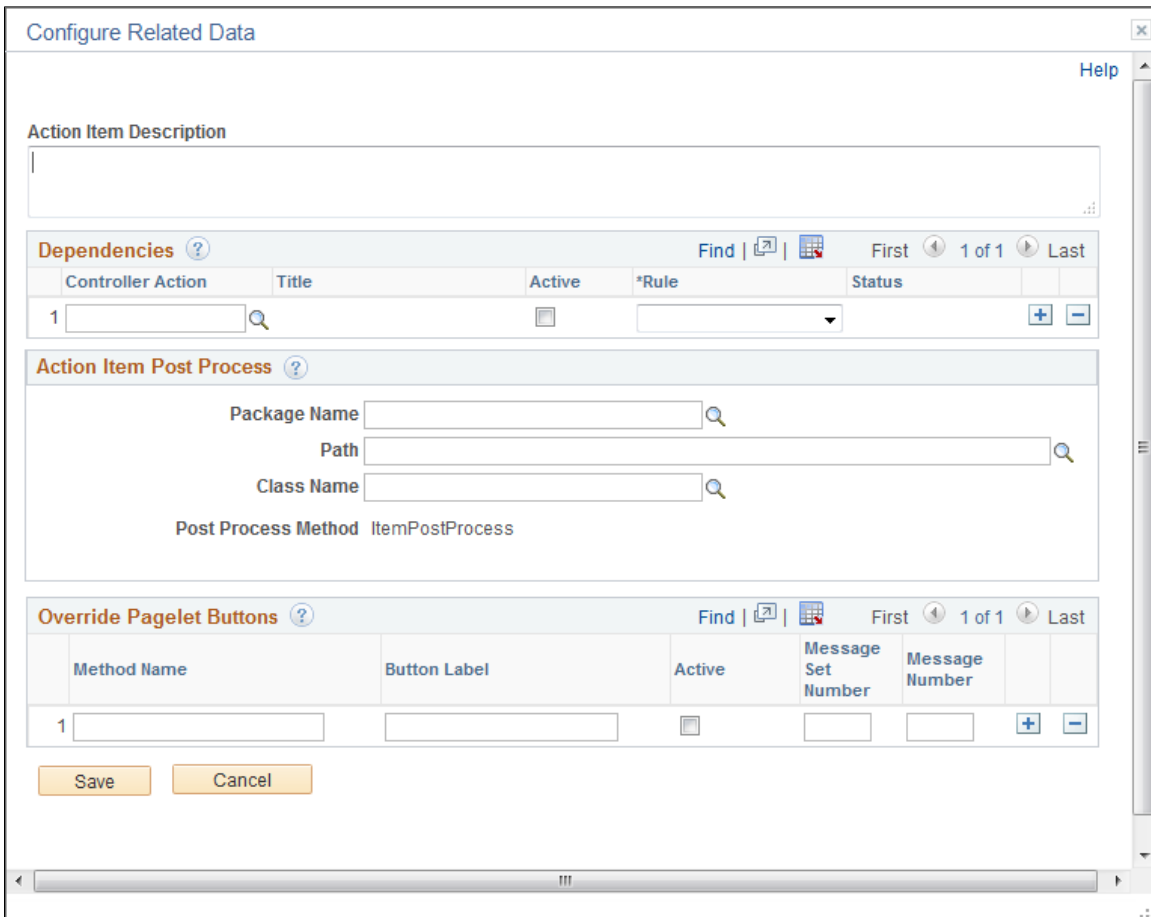 Configure Related Data
Help
Action Item Description
Dependencies ? Find | | First 1 of 1 Last
Controller Action Title Active *Rule Status
1
Action Item Post Process ?
Package Name
Path
Class Name
Post Process Method ItemPostProcess
Override Pagelet Buttons ? Find | | First 1 of 1 Last
Method Name Button Label Active Message Set Number Message Number
1
Save Cancel